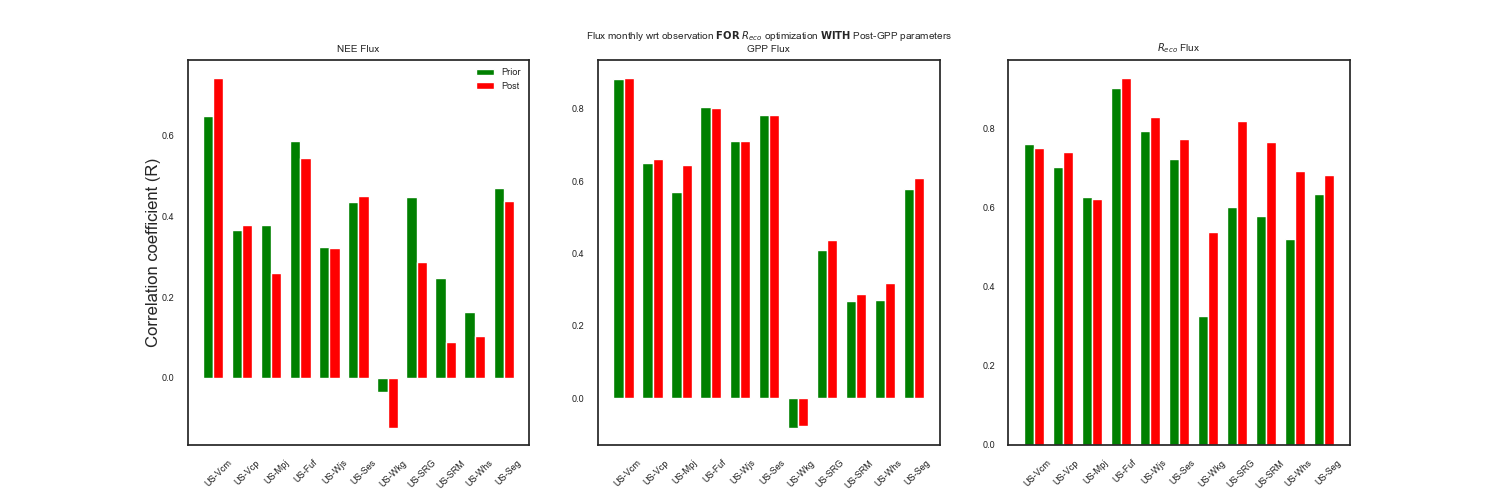 Flux monthly wrt observation FOR Reco optimization WITH Post-GPP parameters
NEE Flux
GPP Flux
Reco Flux
Prior
Post
Correlation coefficient (R)
0.6
0.4
0.2
0.0
US-Vcm
US-Vcp
US-Mpj
US-Fuf
US-Wjs
US-Ses
US-Wkg
US-SRG
US-SRM
US-Whs
US-Seg
0.8
0.6
0.4
0.2
0.0
US-Vcm
US-Vcp
US-Mpj
US-Fuf
US-Wjs
US-Ses
US-Wkg
US-SRG
US-SRM
US-Whs
US-Seg
0.8
0.6
0.4
0.2
0.0
US-Vcm
US-Vcp
US-Mpj
US-Fuf
US-Wjs
US-Ses
US-Wkg
US-SRG
US-SRM
US-Whs
US-Seg